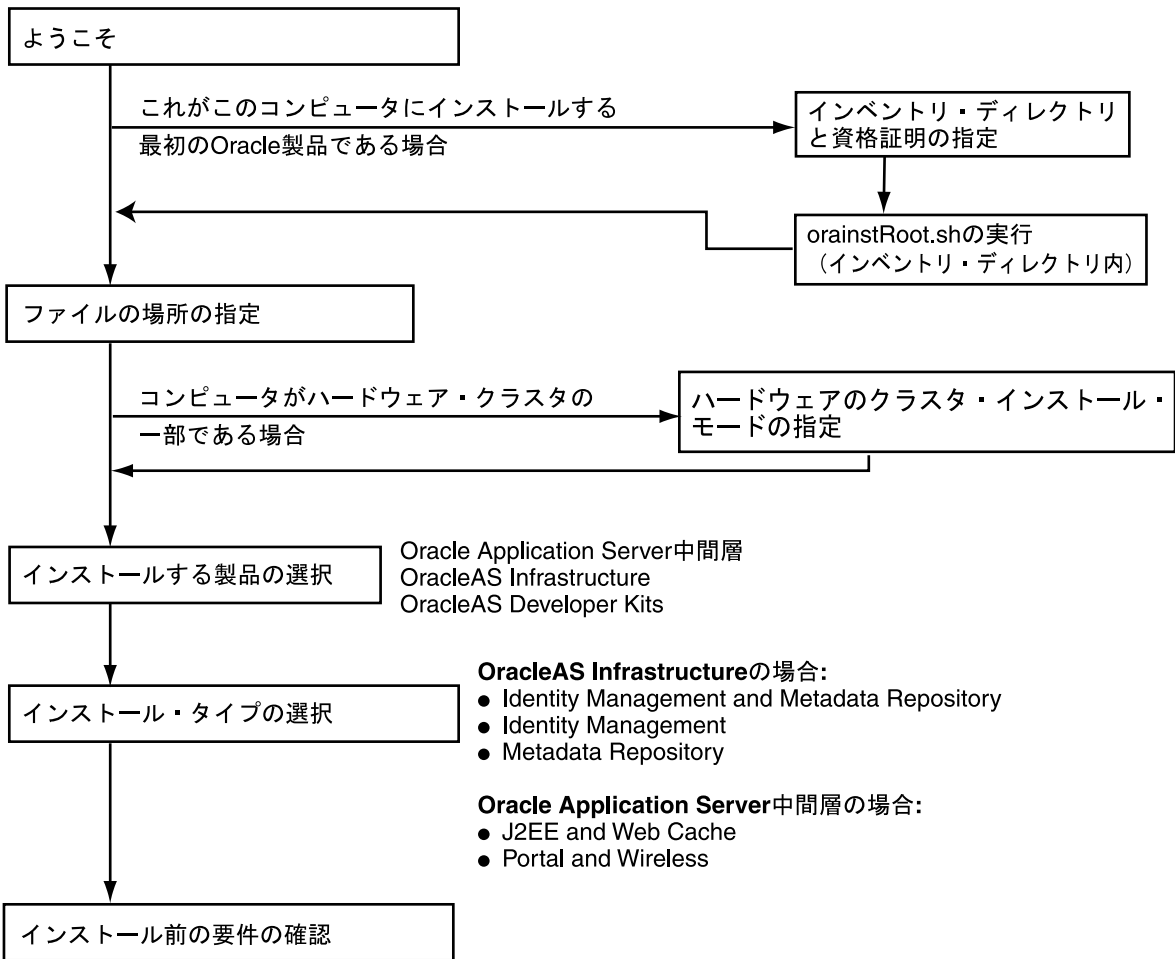 ようこそ
これがこのコンピュータにインストールする
最初のOracle製品である場合
インベントリ・ディレクトリ
と資格証明の指定
orainstRoot.shの実行
（インベントリ・ディレクトリ内）
ファイルの場所の指定
コンピュータがハードウェア・クラスタの
一部である場合
ハードウェアのクラスタ・インストール・
モードの指定
インストールする製品の選択
Oracle Application Server中間層
OracleAS Infrastructure
OracleAS Developer Kits
インストール・タイプの選択
OracleAS Infrastructureの場合:
● Identity Management and Metadata Repository
● Identity Management
● Metadata Repository
Oracle Application Server中間層の場合:
● J2EE and Web Cache
● Portal and Wireless
インストール前の要件の確認